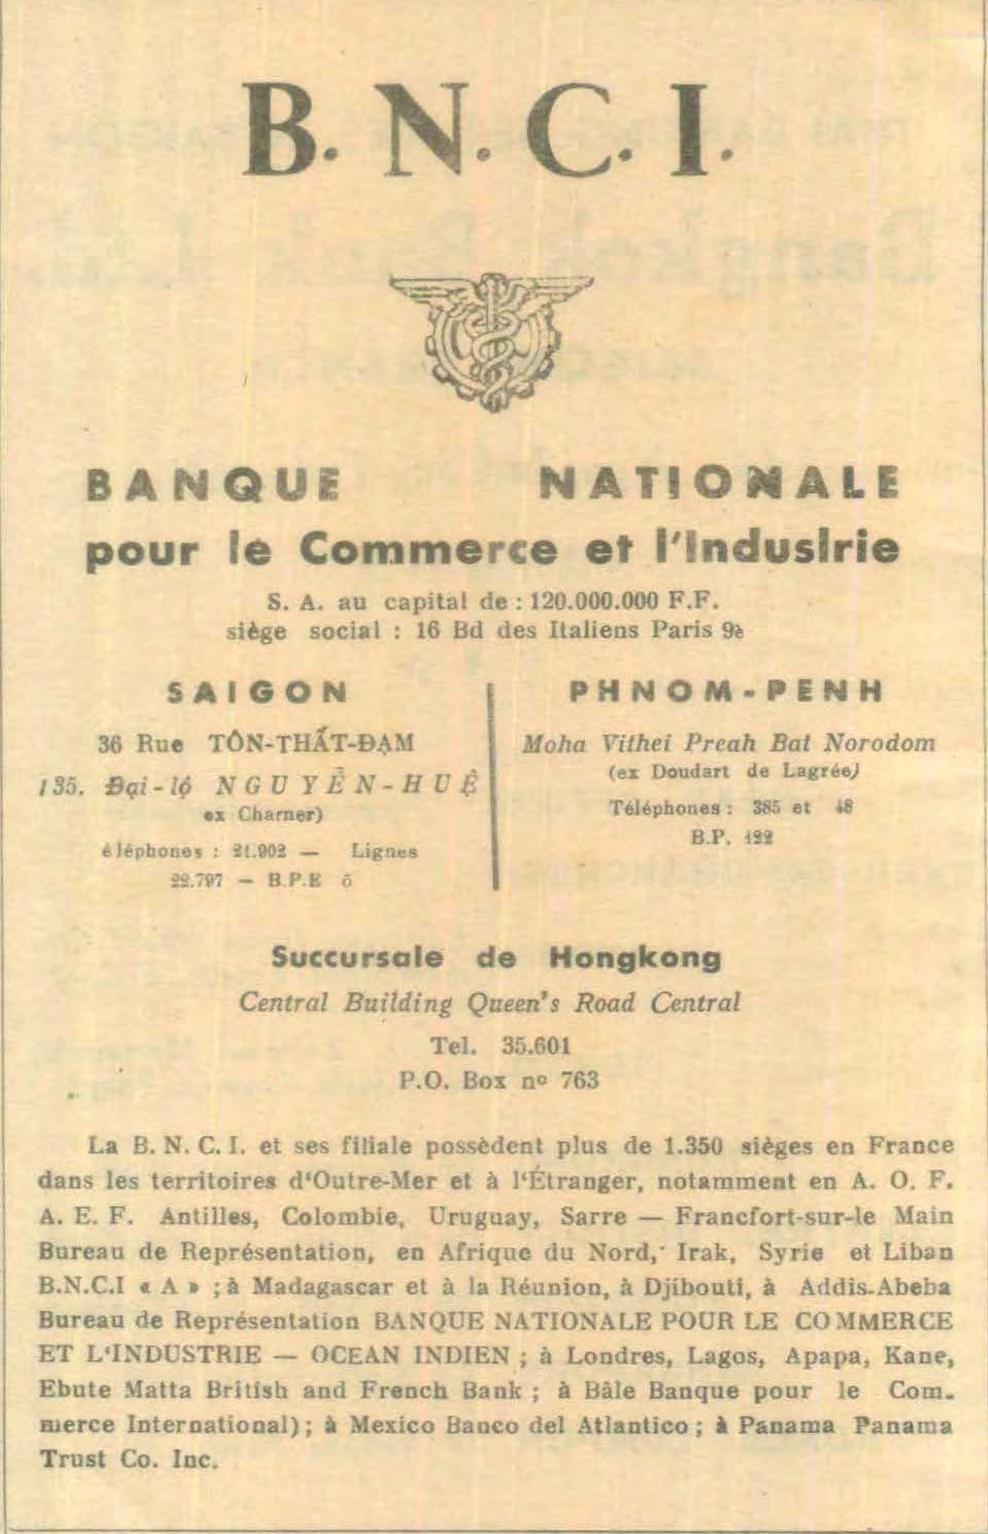 B. N. C. I.
BANQUE NATIONALE
pour le Commerce et l'Induslrie
S. A. au capital de : 120.000.000 F.F.
siège social : 16 Bd des Italiens Paris 9è
SAIGON
36 Rue TÔN-THẤT-ĐẠM
135. Đại-lộ NGUYỄN-HUỆ
ex Charner)
éléphones : 21.902 — Lignes
22.797 — B.P.E ô
PHNOM-PENH
Moha Vithei Preah Bat Norodom
(ex Doudart de Lagrée)
Téléphones : 385 et 48
B.P. 122
Succursale de Hongkong
Central Building Queen's Road Central
Tel. 35.601
P.O. Box nº 763
La B. N. C. I. et ses filiale possèdent plus de 1.350 sièges en France
dans les territoires d'Outre-Mer et à l'Étranger, notamment en A. O. F.
A. E. F. Antilles, Colombie, Uruguay, Sarre — Francfort-sur-le Main
Bureau de Représentation, en Afrique du Nord, Irak, Syrie et Liban
B.N.C.I « A » ; à Madagascar et à la Réunion, à Djibouti, à Addis-Abeba
Bureau de Représentation BANQUE NATIONALE POUR LE COMMERCE
ET L'INDUSTRIE — OCEAN INDIEN ; à Londres, Lagos, Apapa, Kane,
Ebute Matta British and French Bank ; à Bâle Banque pour le Com-
merce International) ; à Mexico Banco del Atlantico ; à Panama Panama
Trust Co. Inc.